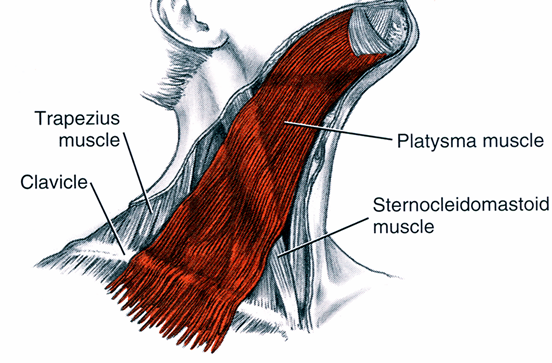 Trapezius
muscle
Clavicle
Platysma muscle
Sternocleidomastoid
muscle